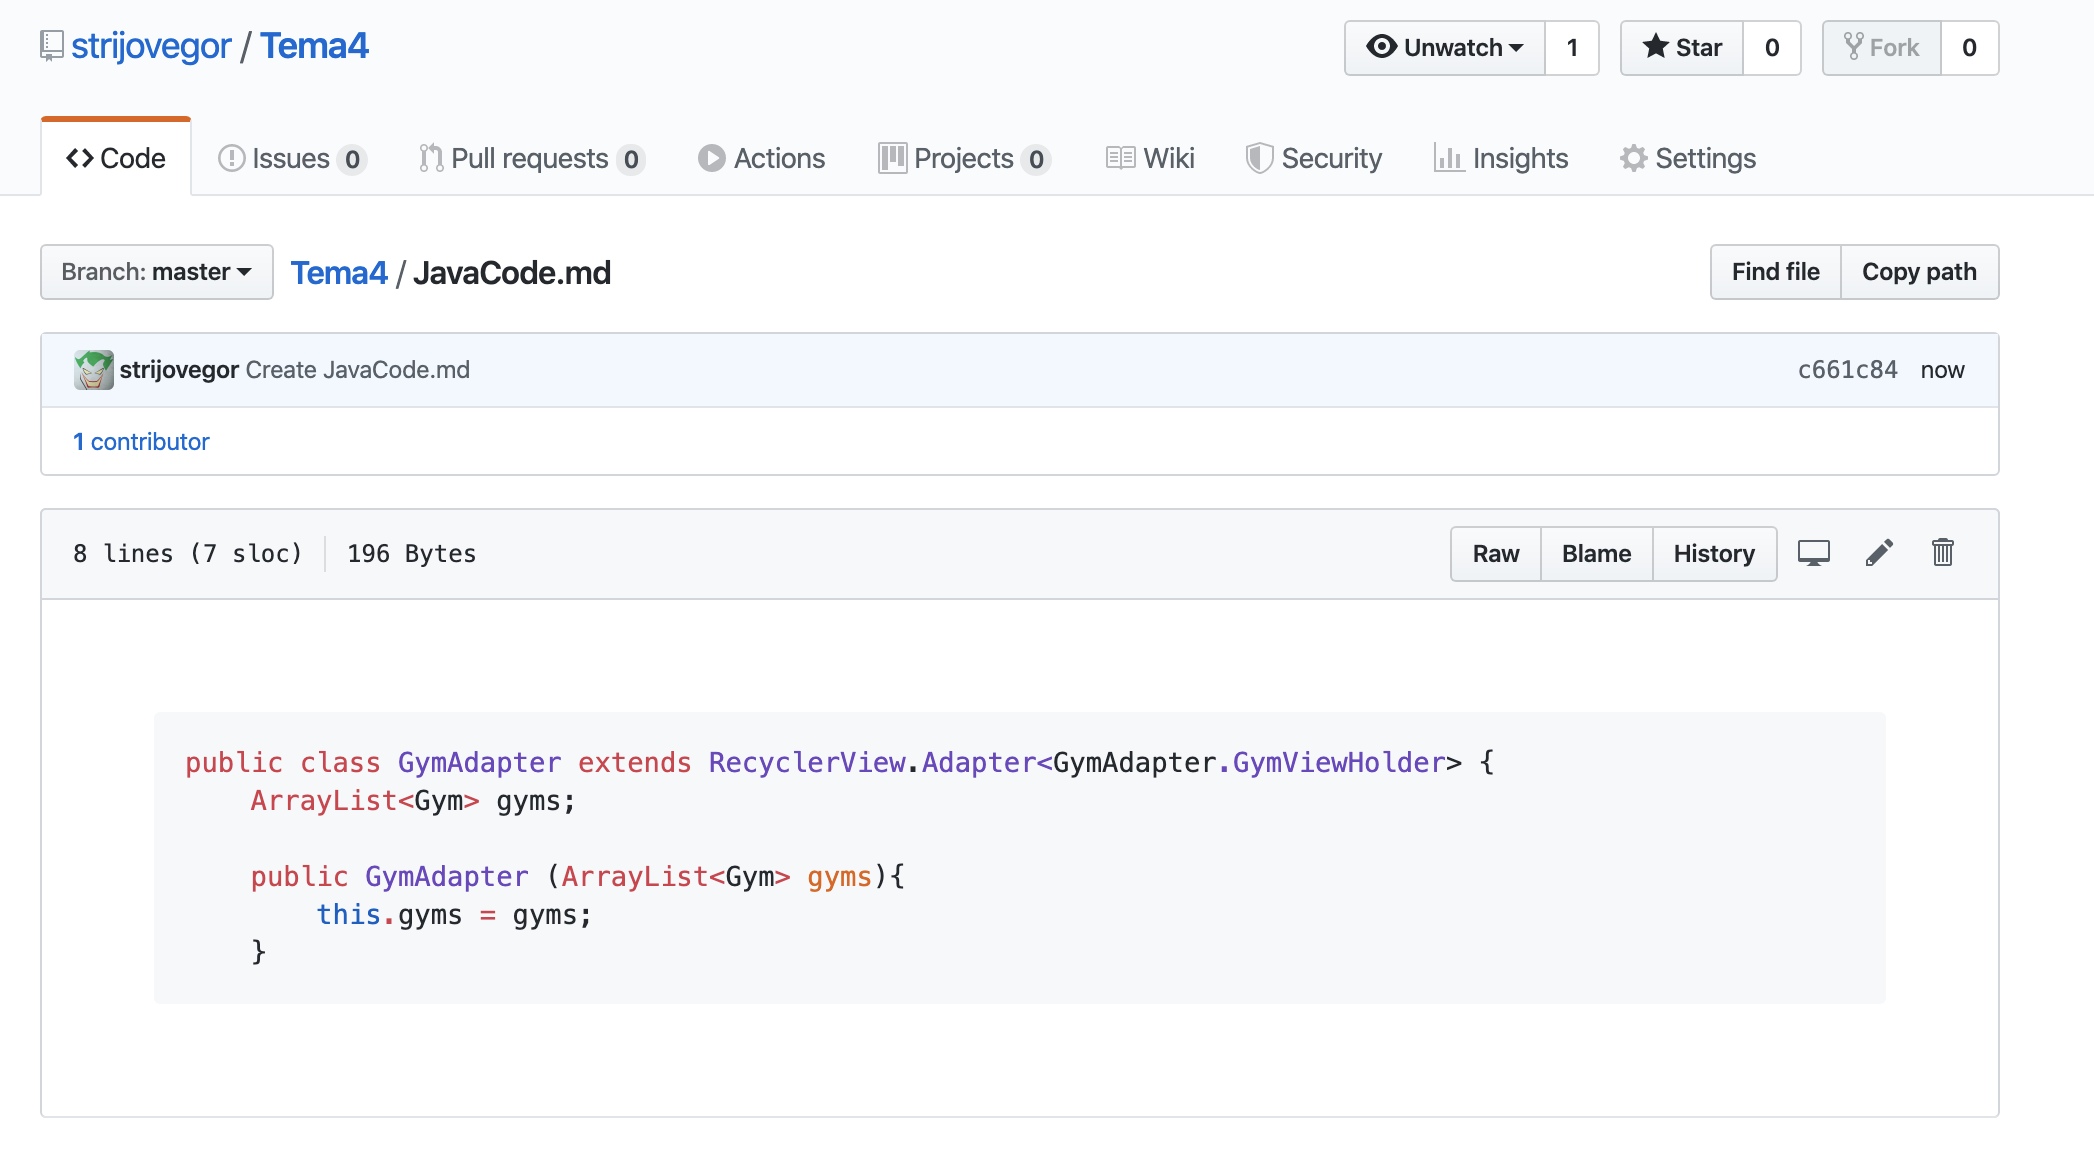 strijovegor / Tema4
Unwatch 1 Star 0 Fork 0
Code Issues 0 Pull requests 0 Actions Projects 0 Wiki Security Insights Settings
Branch: master Tema4 / JavaCode.md Find file Copy path
strijovegor Create JavaCode.md c661c84 now
1 contributor
8 lines (7 sloc) 196 Bytes Raw Blame History
public class GymAdapter extends RecyclerView.Adapter<GymAdapter.GymViewHolder> {
    ArrayList<Gym> gyms;
    public GymAdapter (ArrayList<Gym> gyms){
        this.gyms = gyms;
    }